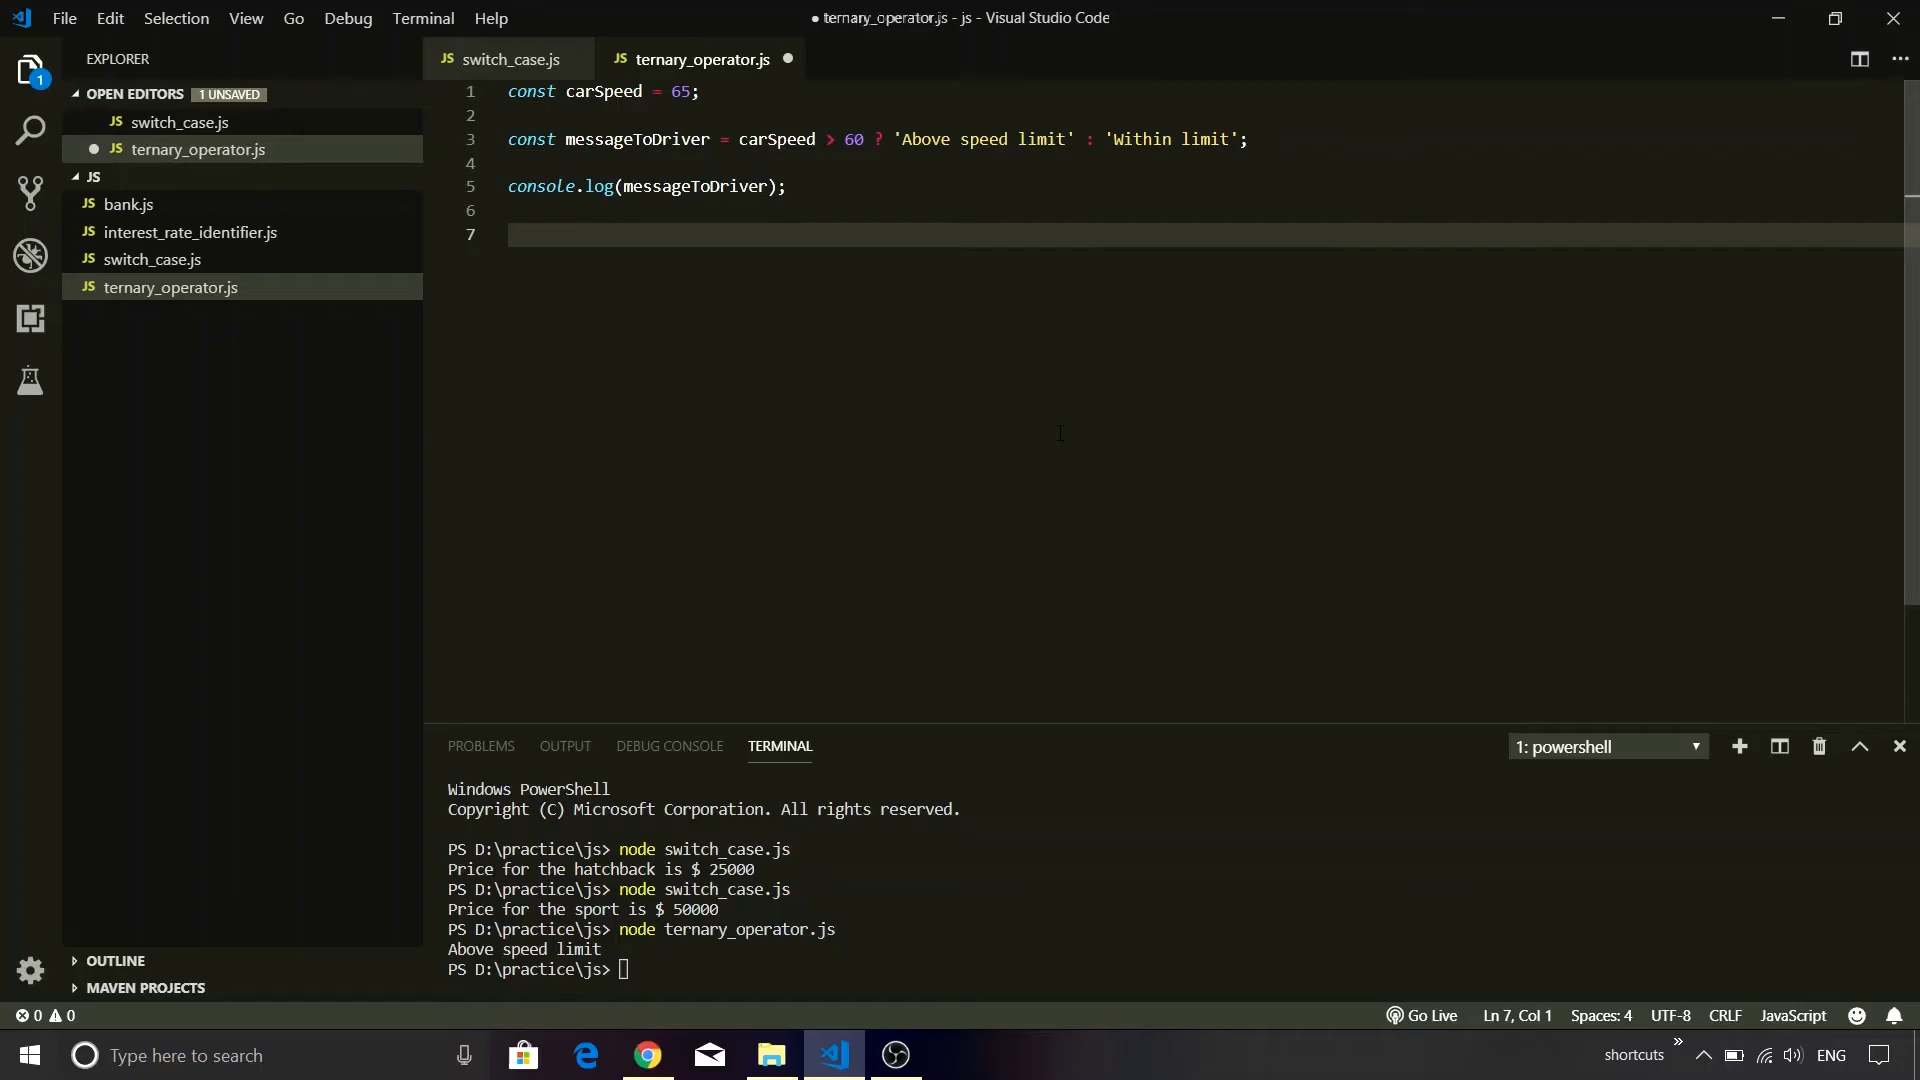 File Edit Selection View Go Debug Terminal Help
● ternary_operator.js - js - Visual Studio Code
EXPLORER
JS switch_case.js
JS ternary_operator.js ●
1
OPEN EDITORS 1 UNSAVED
JS switch_case.js
● JS ternary_operator.js
JS
JS bank.js
JS interest_rate_identifier.js
JS switch_case.js
JS ternary_operator.js
1 const carSpeed = 65;
2
3 const messageToDriver = carSpeed > 60 ? 'Above speed limit' : 'Within limit';
4
5 console.log(messageToDriver);
6
7
PROBLEMS OUTPUT DEBUG CONSOLE TERMINAL
1: powershell
Windows PowerShell
Copyright (C) Microsoft Corporation. All rights reserved.
PS D:\practice\js> node switch_case.js
Price for the hatchback is $ 25000
PS D:\practice\js> node switch_case.js
Price for the sport is $ 50000
PS D:\practice\js> node ternary_operator.js
Above speed limit
PS D:\practice\js>
OUTLINE
MAVEN PROJECTS
0 0
Go Live Ln 7, Col 1 Spaces: 4 UTF-8 CRLF JavaScript
Type here to search
shortcuts » ENG